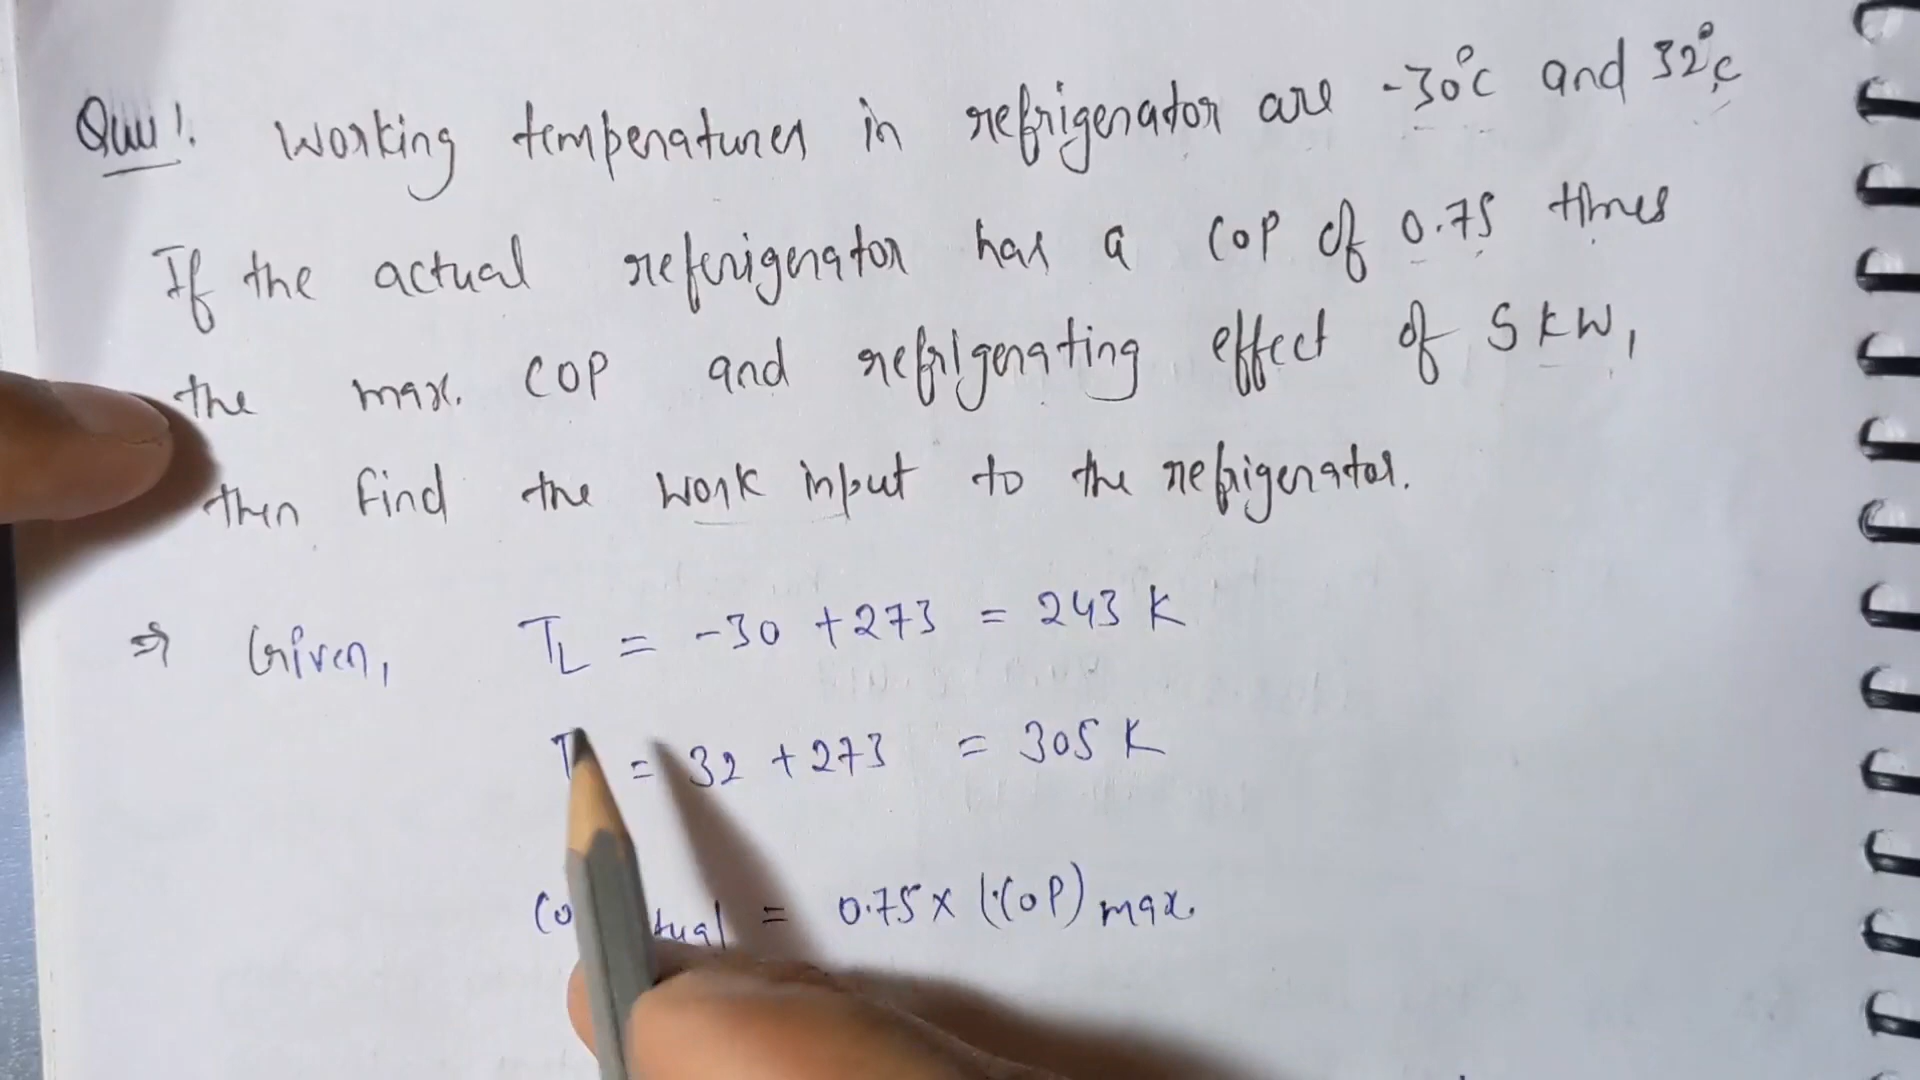 Que 1. Working temperatures in refrigerator are -30°C and 32°C
If the actual referigerator has a COP of 0.75 times
the max. COP and refrigerating effect of 5 KW,
then find the work input to the refrigerator.
⇒ Given, TL = -30 + 273 = 243 K
T = 32 + 273 = 305 K
= 0.75 × (COP) max.